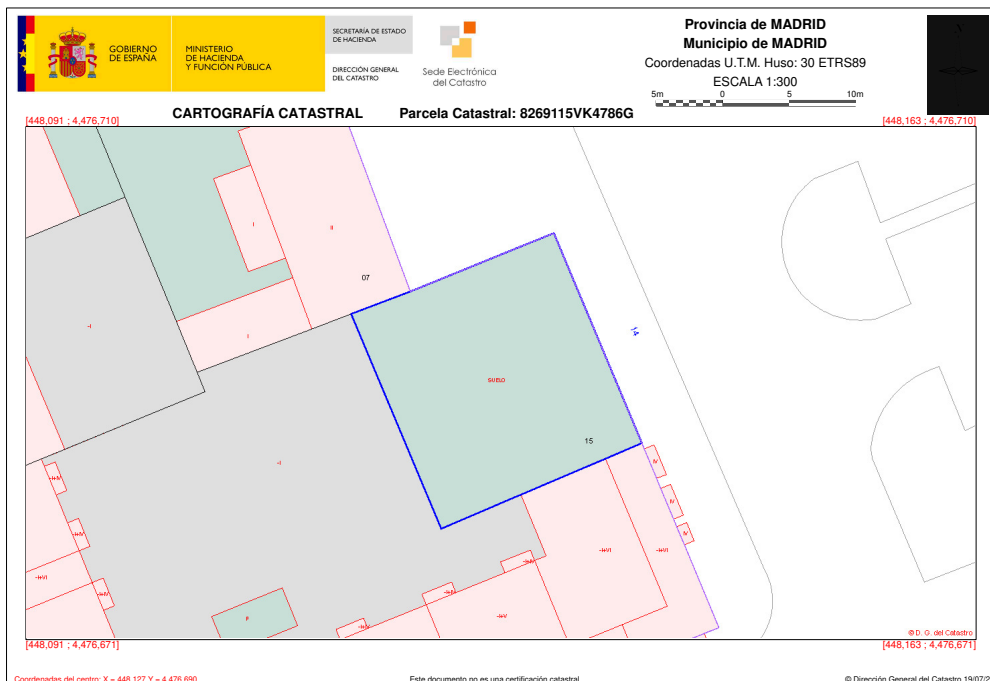 GOBIERNO
DE ESPAÑA
MINISTERIO
DE HACIENDA
Y FUNCIÓN PÚBLICA
SECRETARÍA DE ESTADO
DE HACIENDA
DIRECCIÓN GENERAL
DEL CATASTRO
Sede Electrónica
del Catastro
Provincia de MADRID
Municipio de MADRID
Coordenadas U.T.M. Huso: 30 ETRS89
ESCALA 1:300
5m 0 5 10m
CARTOGRAFÍA CATASTRAL Parcela Catastral: 8269115VK4786G
[448,091 ; 4,476,710] [448,163 ; 4,476,710]
I
II
07
-I
I
14
SUELO
15
-I
IV
-I+IV
IV
-I+IV
IV
-I+VI
-I+VI
-I+IV
-I+VI
-I+IV
-I+IV
P
-I+V
-I+IV
© D. G. del Catastro
[448,091 ; 4,476,671] [448,163 ; 4,476,671]
Coordenadas del centro: X = 448,127 Y = 4,476,690 Este documento no es una certificación catastral © Dirección General del Catastro 19/07/2